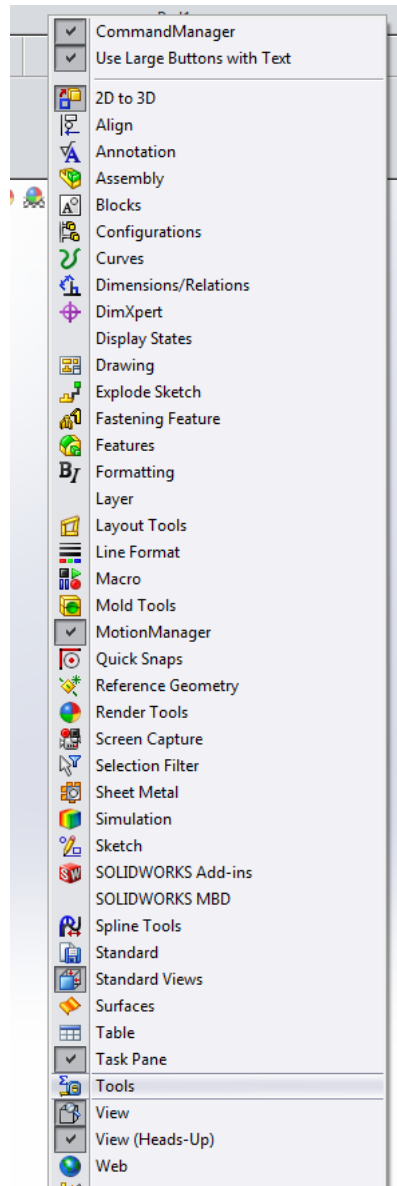 CommandManager
Use Large Buttons with Text
2D to 3D
Align
Annotation
Assembly
Blocks
Configurations
Curves
Dimensions/Relations
DimXpert
Display States
Drawing
Explode Sketch
Fastening Feature
Features
Formatting
Layer
Layout Tools
Line Format
Macro
Mold Tools
MotionManager
Quick Snaps
Reference Geometry
Render Tools
Screen Capture
Selection Filter
Sheet Metal
Simulation
Sketch
SOLIDWORKS Add-ins
SOLIDWORKS MBD
Spline Tools
Standard
Standard Views
Surfaces
Table
Task Pane
Tools
View
View (Heads-Up)
Web